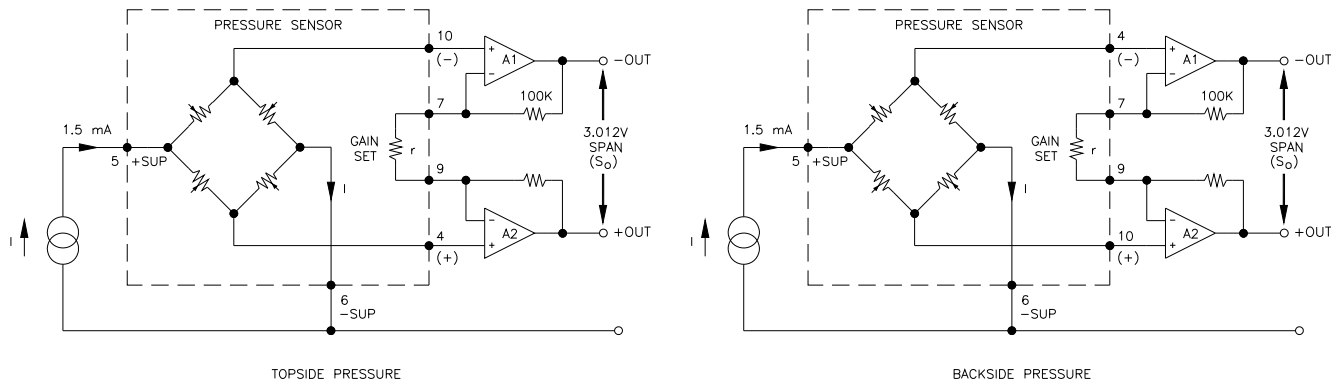 PRESSURE SENSOR
10
(−)
+
A1
−
−OUT
7
100K
1.5 mA
5
+SUP
GAIN
SET
r
3.012V
SPAN
(So)
9
I
I
−
A2
+
+OUT
4
(+)
6
−SUP
TOPSIDE PRESSURE
PRESSURE SENSOR
4
(−)
+
A1
−
−OUT
7
100K
1.5 mA
5
+SUP
GAIN
SET
r
3.012V
SPAN
(So)
9
I
I
−
A2
+
+OUT
10
(+)
6
−SUP
BACKSIDE PRESSURE